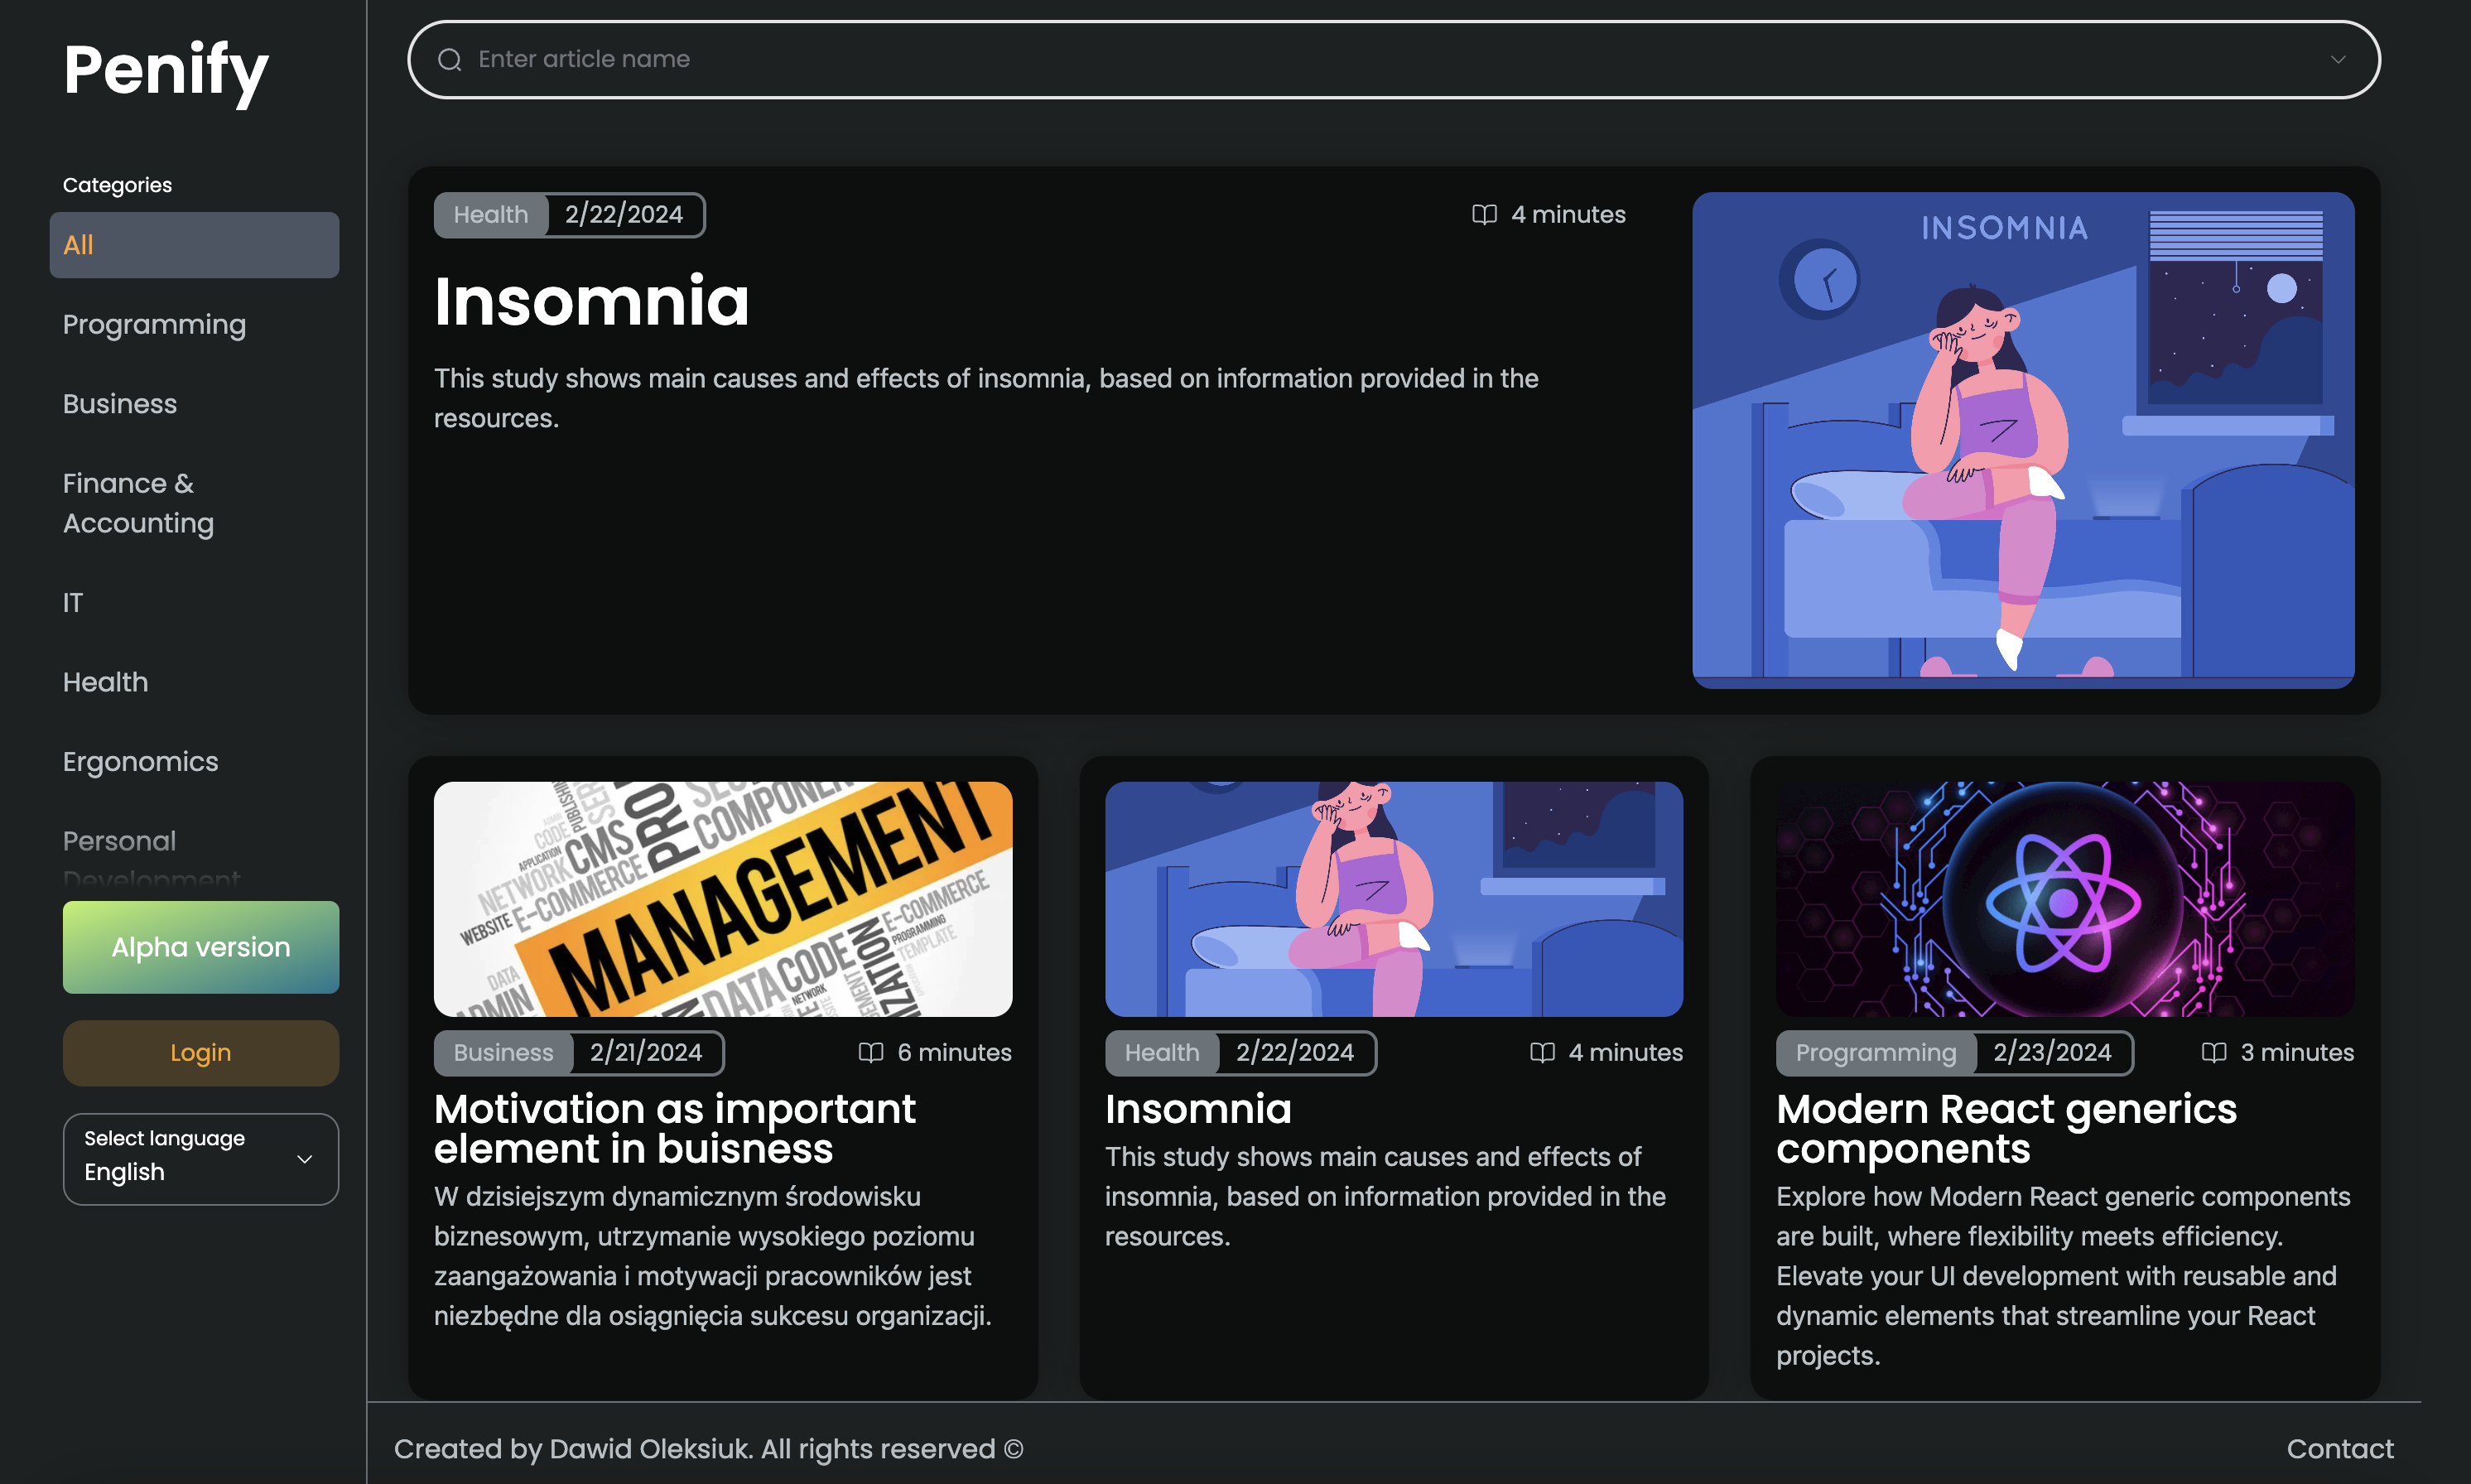 Penify
Categories
All
Programming
Business
Finance &
Accounting
IT
Health
Ergonomics
Personal
Development
Alpha version
Login
Select language
English
Enter article name
Health 2/22/2024 4 minutes
Insomnia
This study shows main causes and effects of insomnia, based on information provided in the
resources.
INSOMNIA
COMPONEN
CMS
PRO
CODE
APPLICATION
NETWORK
E-COMMERCE
WEBSITE
MANAGEMENT
E-COMMERCE
PROGRAMMING
TEMPLATE
DATA
CODE
NETWORK
DATA
ADMIN
Business 2/21/2024 6 minutes
Motivation as important
element in buisness
W dzisiejszym dynamicznym środowisku
biznesowym, utrzymanie wysokiego poziomu
zaangażowania i motywacji pracowników jest
niezbędne dla osiągnięcia sukcesu organizacji.
Health 2/22/2024 4 minutes
Insomnia
This study shows main causes and effects of
insomnia, based on information provided in the
resources.
Programming 2/23/2024 3 minutes
Modern React generics
components
Explore how Modern React generic components
are built, where flexibility meets efficiency.
Elevate your UI development with reusable and
dynamic elements that streamline your React
projects.
Created by Dawid Oleksiuk. All rights reserved ©
Contact